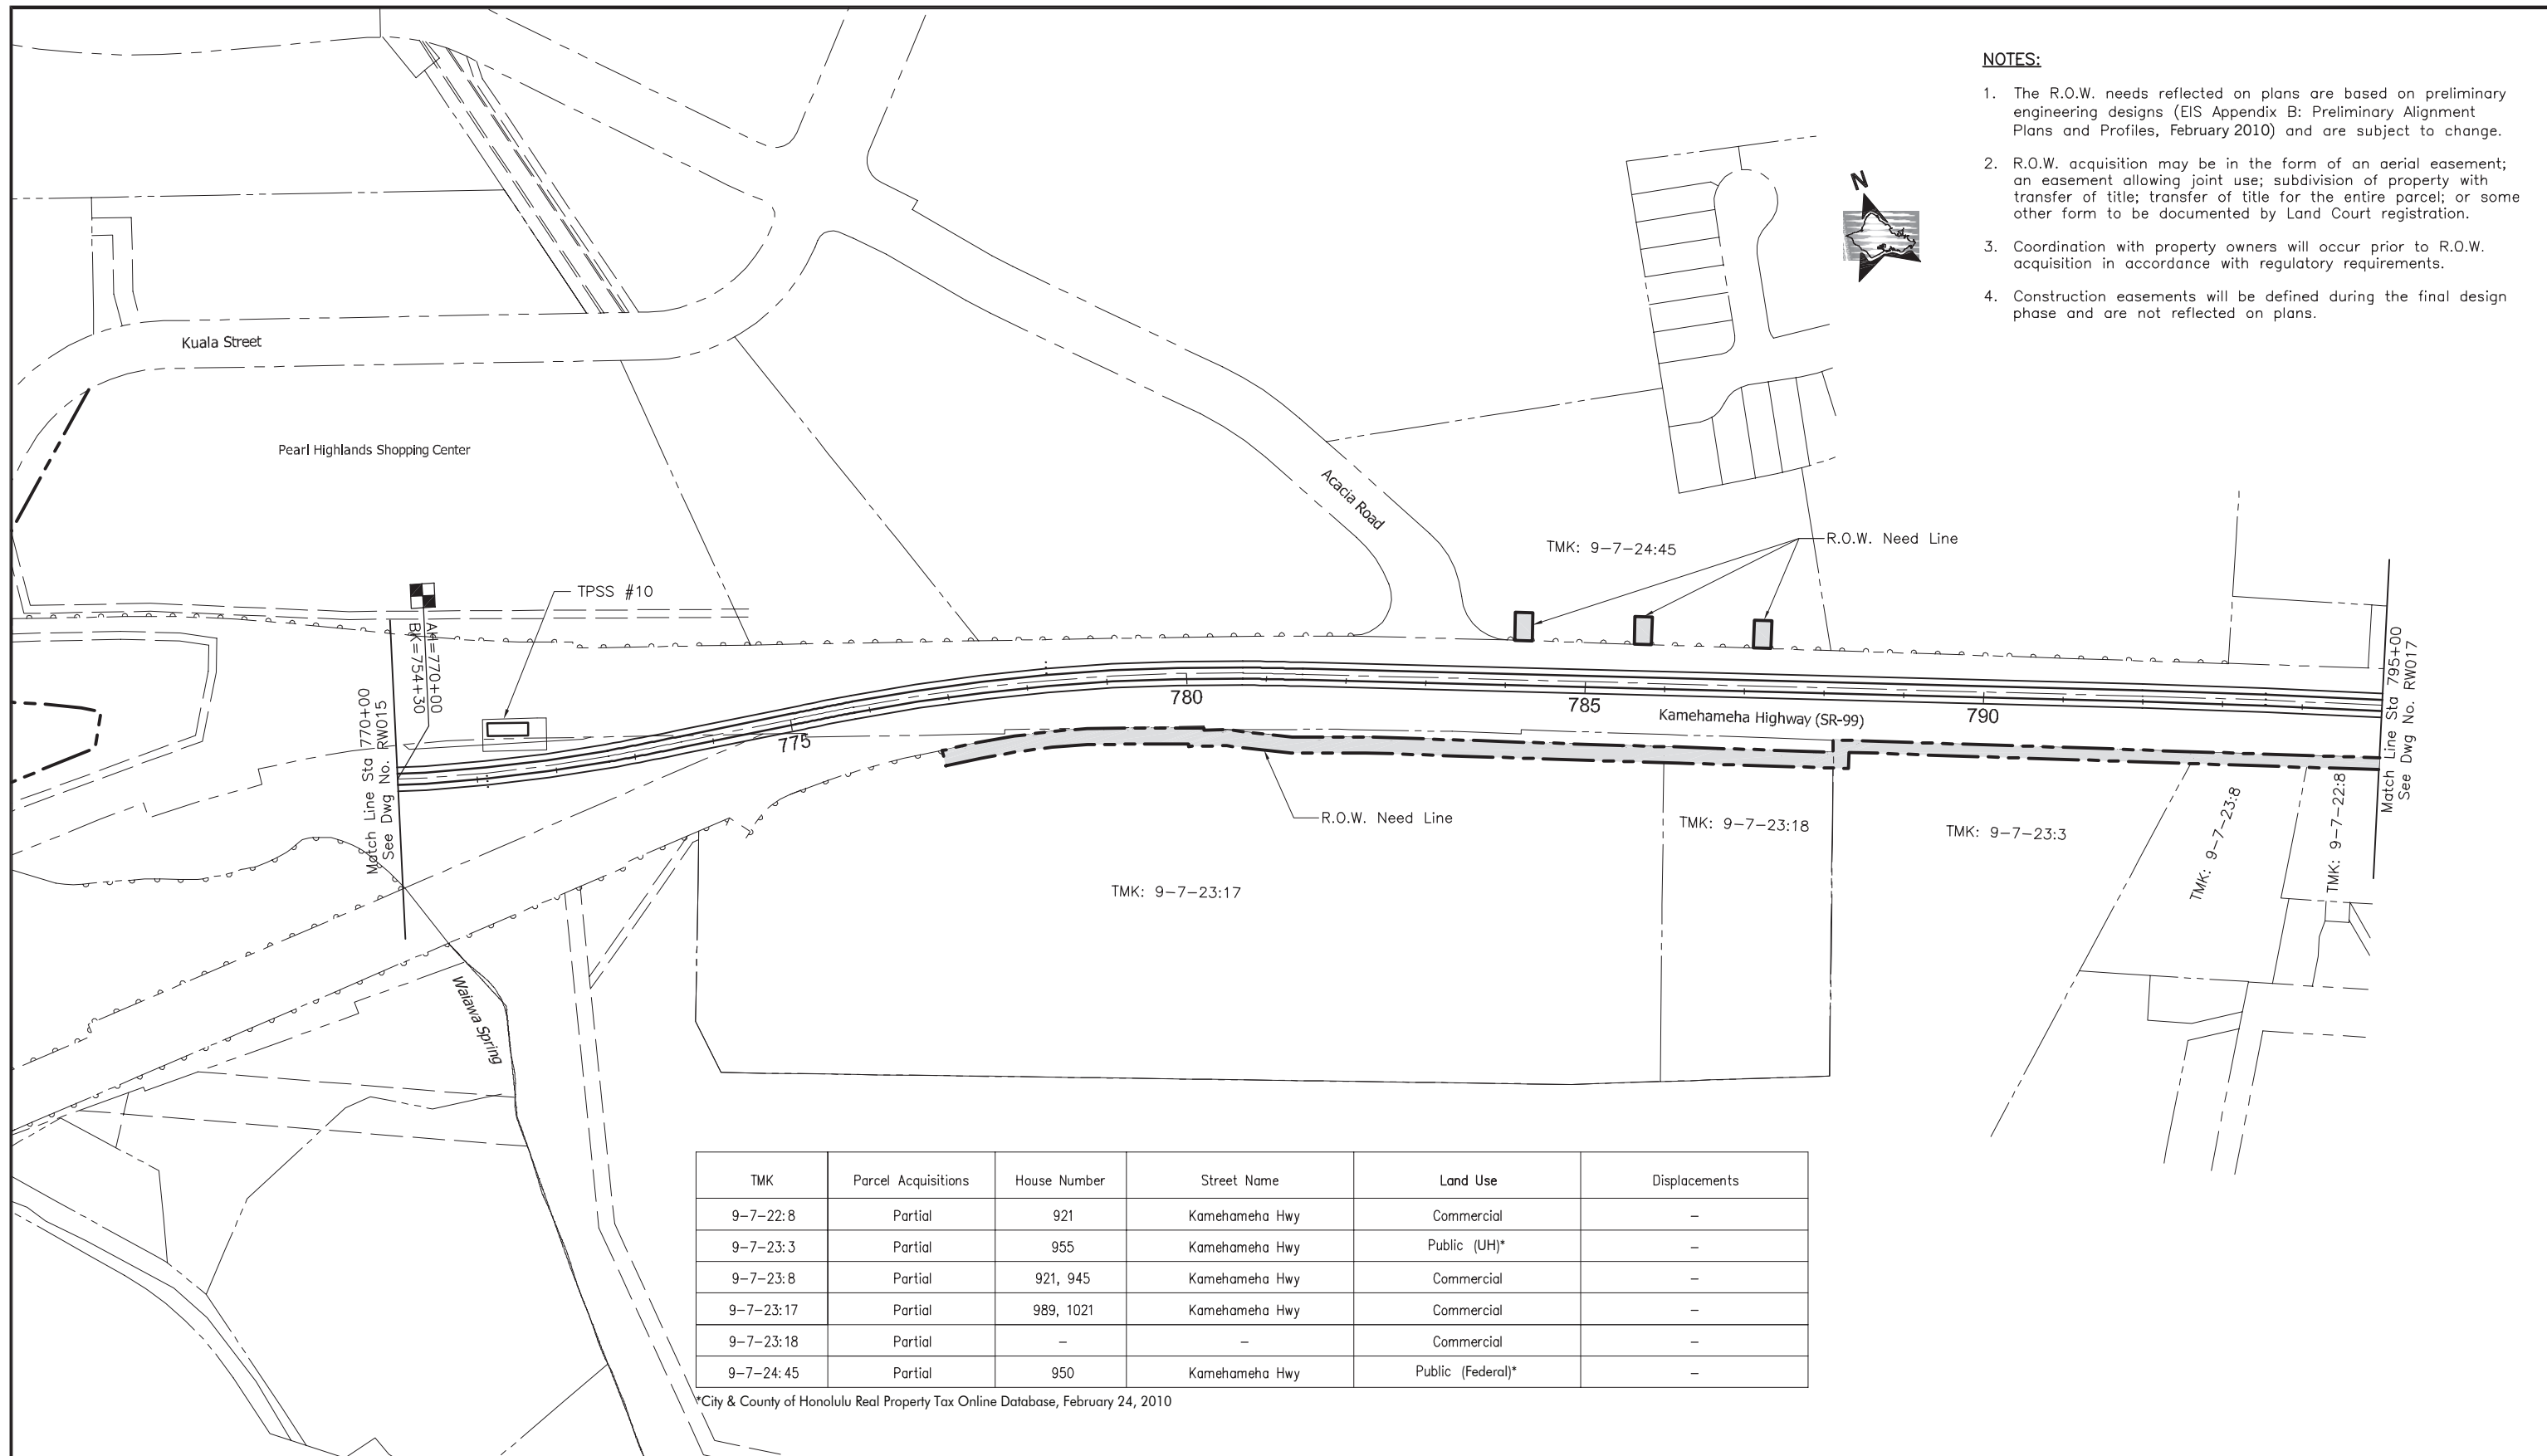 NOTES:
1. The R.O.W. needs reflected on plans are based on preliminary
engineering designs (EIS Appendix B: Preliminary Alignment
Plans and Profiles, February 2010) and are subject to change.
2. R.O.W. acquisition may be in the form of an aerial easement;
an easement allowing joint use; subdivision of property with
transfer of title; transfer of title for the entire parcel; or some
other form to be documented by Land Court registration.
3. Coordination with property owners will occur prior to R.O.W.
acquisition in accordance with regulatory requirements.
4. Construction easements will be defined during the final design
phase and are not reflected on plans.
N
Kuala Street
Pearl Highlands Shopping Center
Acacia Road
TMK: 9-7-24:45
R.O.W. Need Line
TPSS #10
AH=770+00
BK=754+30
Match Line Sta 770+00
See Dwg No. RW015
775
780
785
790
Kamehameha Highway (SR-99)
Match Line Sta 795+00
See Dwg No. RW017
R.O.W. Need Line
TMK: 9-7-23:17
TMK: 9-7-23:18
TMK: 9-7-23:3
TMK: 9-7-23:8
TMK: 9-7-22:8
Waiawa Spring
TMK Parcel Acquisitions House Number Street Name Land Use Displacements
9-7-22:8 Partial 921 Kamehameha Hwy Commercial -
9-7-23:3 Partial 955 Kamehameha Hwy Public (UH)* -
9-7-23:8 Partial 921, 945 Kamehameha Hwy Commercial -
9-7-23:17 Partial 989, 1021 Kamehameha Hwy Commercial -
9-7-23:18 Partial - - Commercial -
9-7-24:45 Partial 950 Kamehameha Hwy Public (Federal)* -
*City & County of Honolulu Real Property Tax Online Database, February 24, 2010